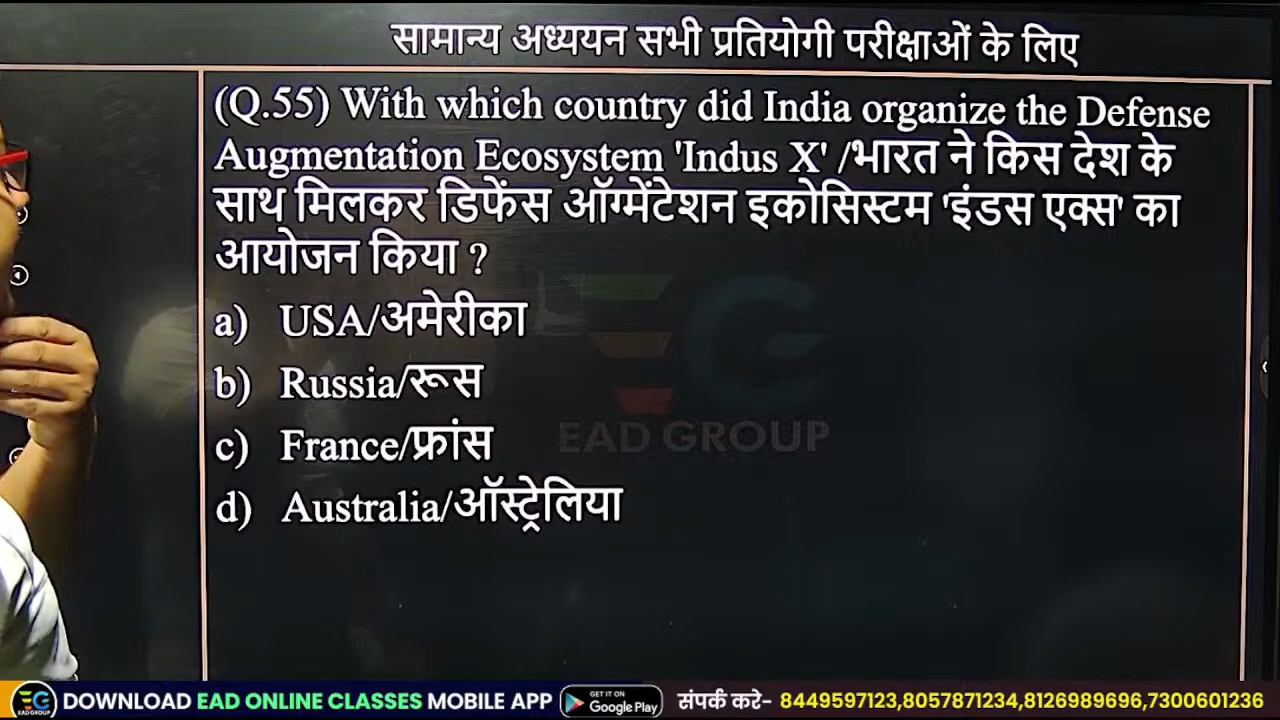 सामान्य अध्ययन सभी प्रतियोगी परीक्षाओं के लिए
(Q.55) With which country did India organize the Defense
Augmentation Ecosystem 'Indus X' /भारत ने किस देश के
साथ मिलकर डिफेंस ऑग्मेंटेशन इकोसिस्टम 'इंडस एक्स' का
आयोजन किया ?
a) USA/अमेरीका
b) Russia/रूस
c) France/फ्रांस
d) Australia/ऑस्ट्रेलिया
EAD GROUP
EAD GROUP
DOWNLOAD EAD ONLINE CLASSES MOBILE APP
GET IT ON
Google Play
संपर्क करे- 8449597123,8057871234,8126989696,7300601236